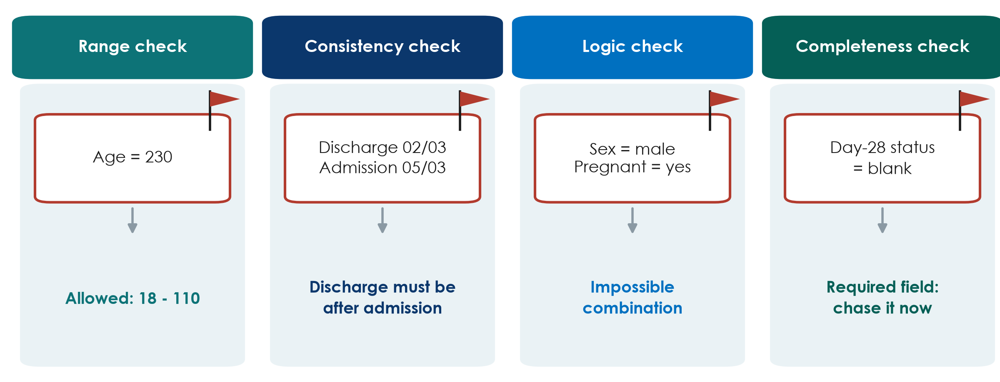 Range check
Age = 230
Allowed: 18 - 110
Consistency check
Discharge 02/03
Admission 05/03
Discharge must be
after admission
Logic check
Sex = male
Pregnant = yes
Impossible
combination
Completeness check
Day-28 status
= blank
Required field:
chase it now